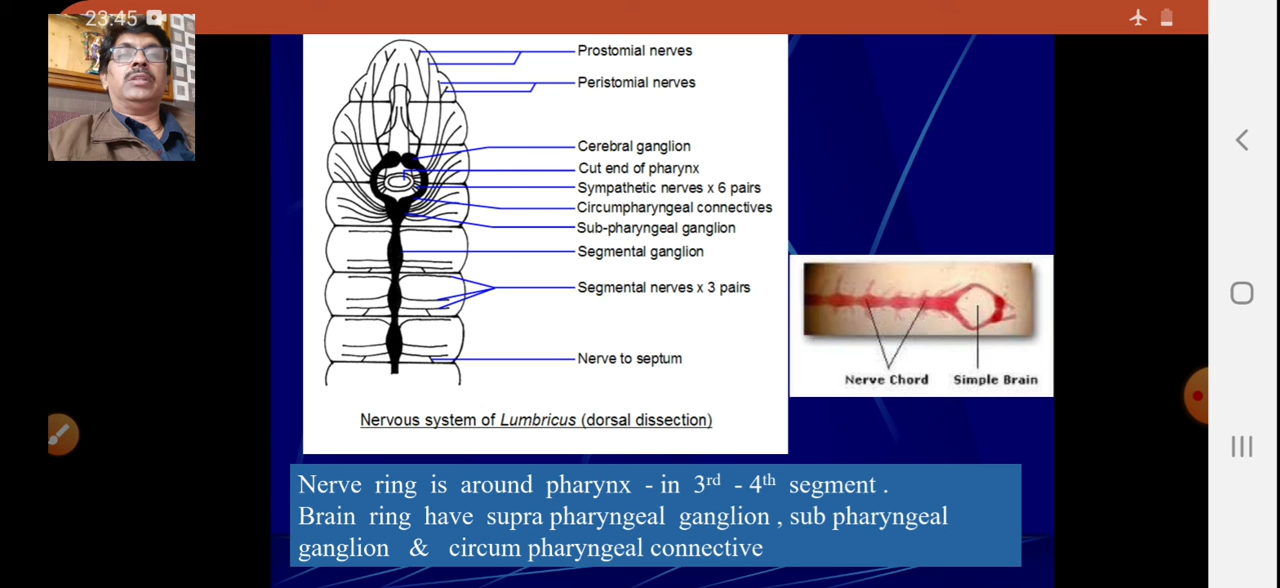 23:45
Prostomial nerves
Peristomial nerves
Cerebral ganglion
Cut end of pharynx
Sympathetic nerves x 6 pairs
Circumpharyngeal connectives
Sub-pharyngeal ganglion
Segmental ganglion
Segmental nerves x 3 pairs
Nerve to septum
Nervous system of Lumbricus (dorsal dissection)
Nerve Chord Simple Brain
Nerve ring is around pharynx - in 3rd - 4th segment .
Brain ring have supra pharyngeal ganglion , sub pharyngeal
ganglion & circum pharyngeal connective